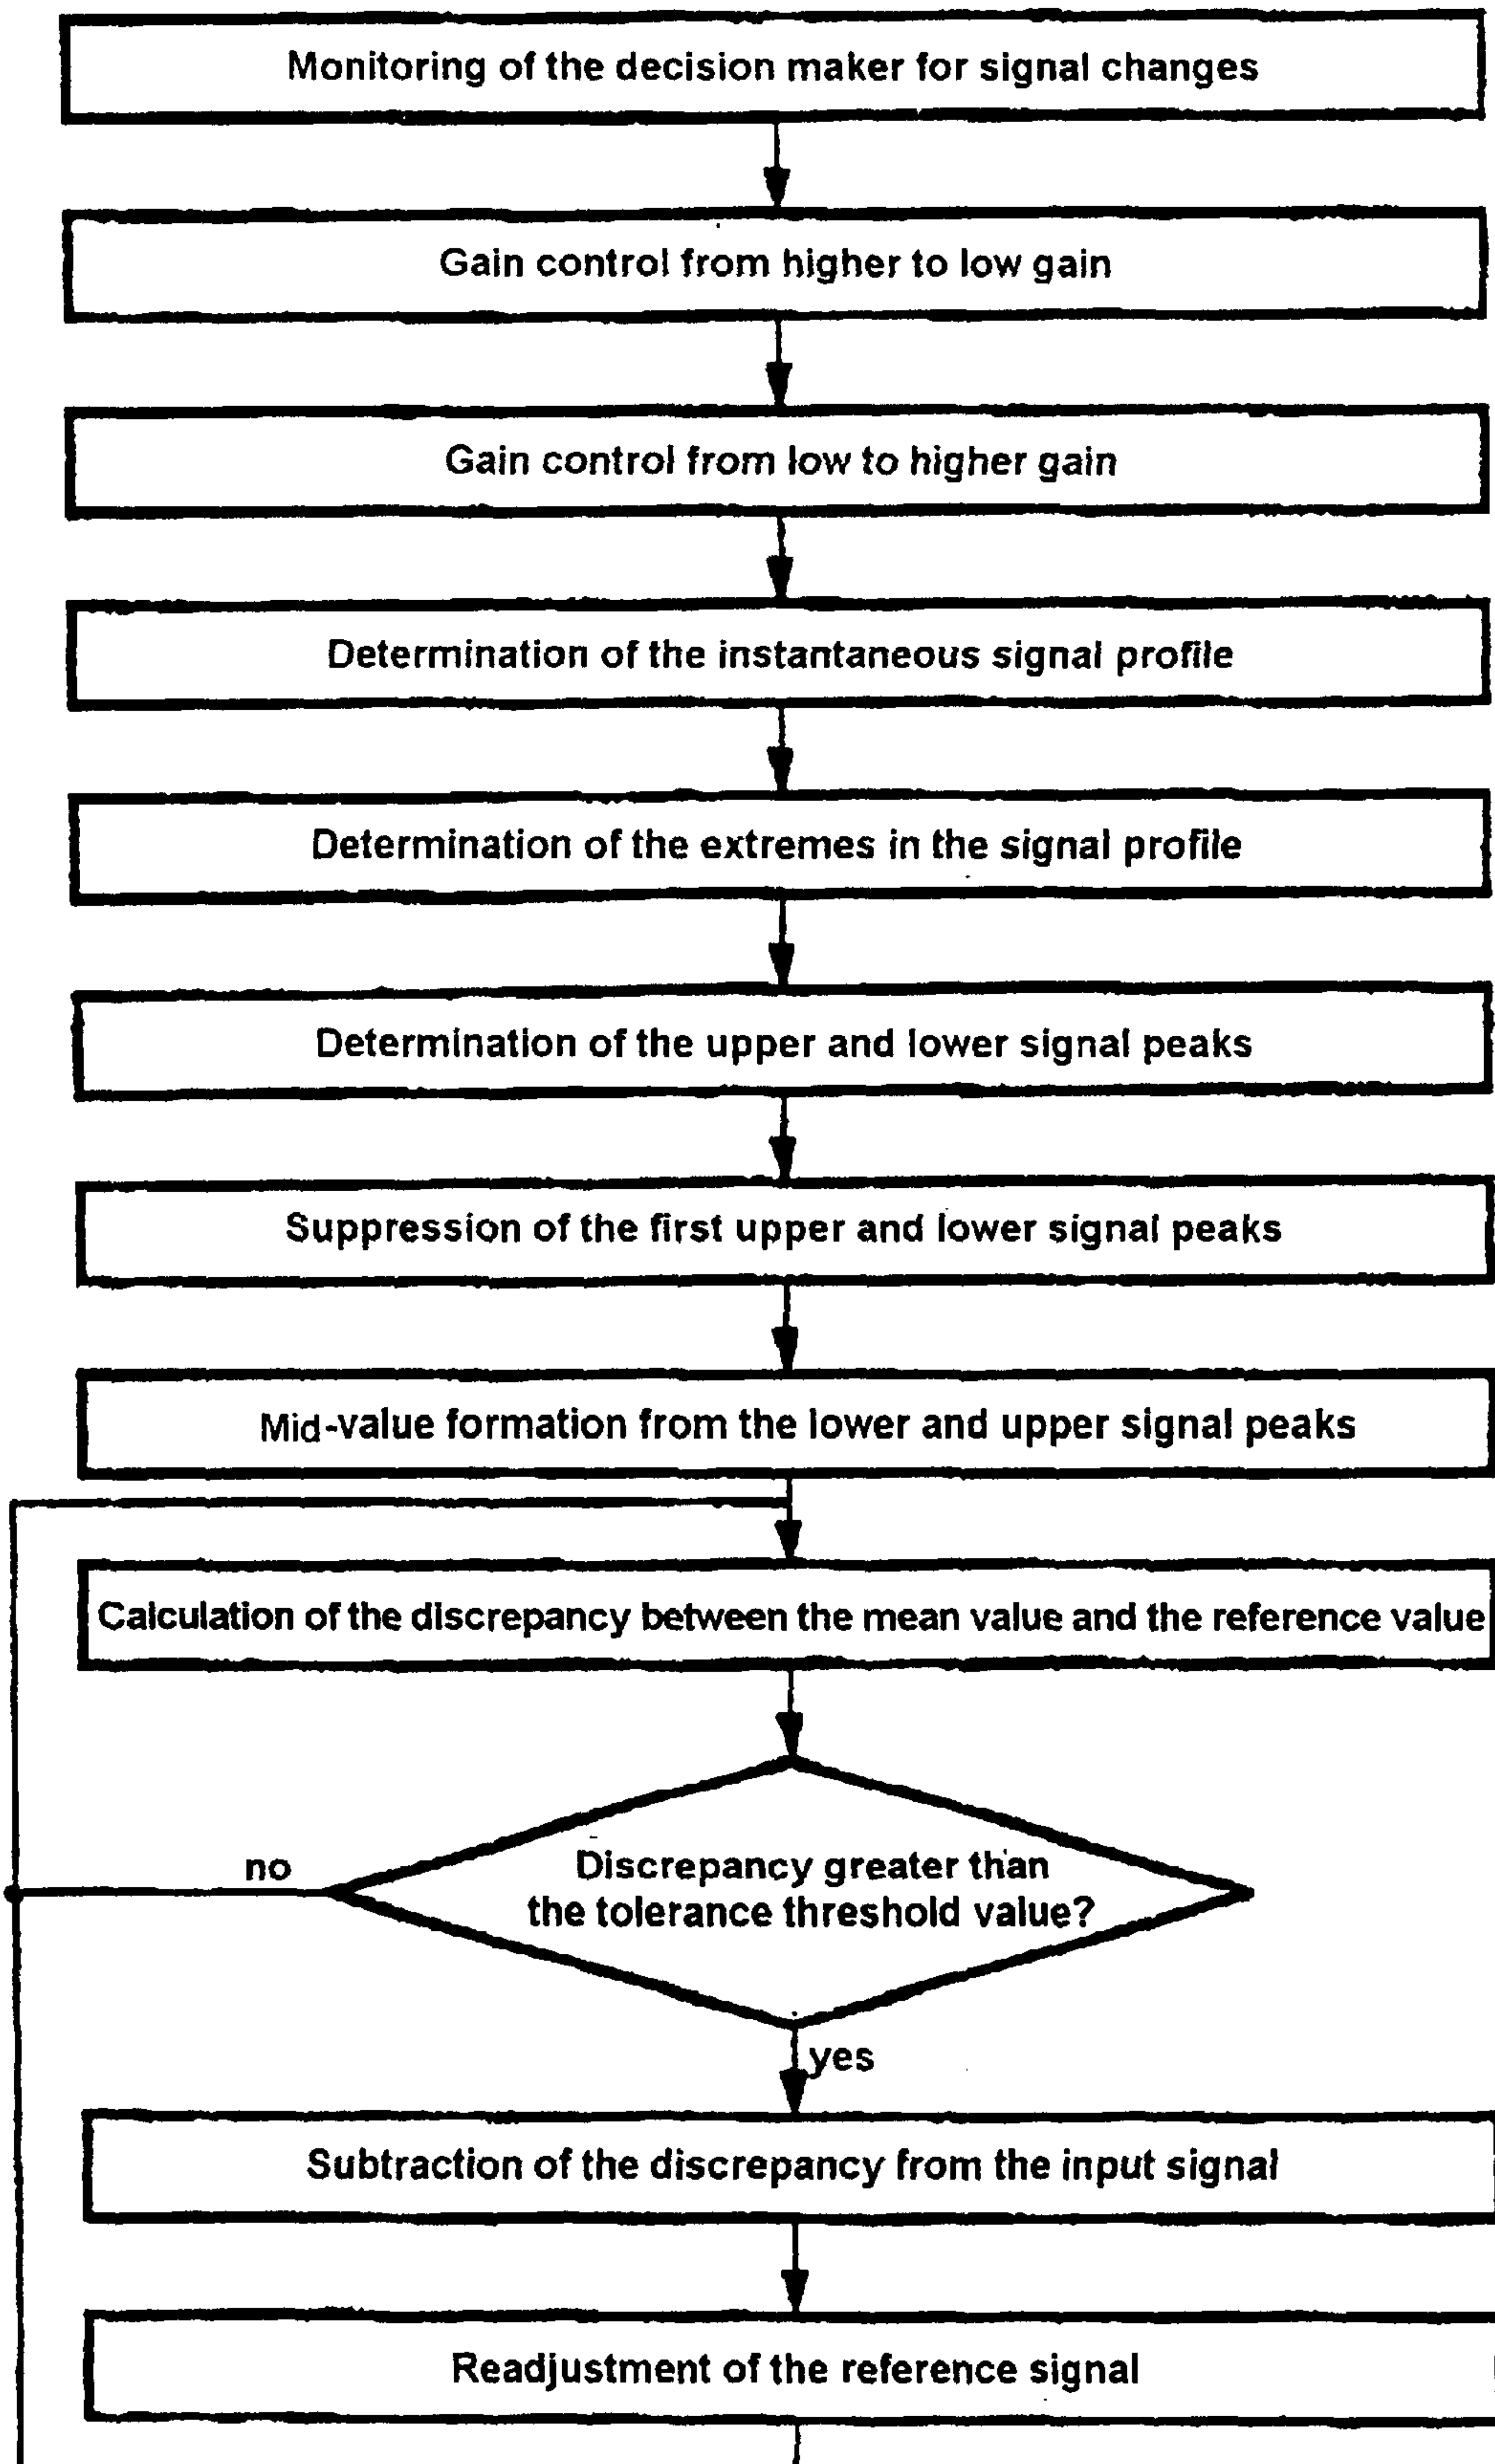 Monitoring of the decision maker for signal changes
Gain control from higher to low gain
Gain control from low to higher gain
Determination of the instantaneous signal profile
Determination of the extremes in the signal profile
Determination of the upper and lower signal peaks
Suppression of the first upper and lower signal peaks
Mid-value formation from the lower and upper signal peaks
Calculation of the discrepancy between the mean value and the reference value
no
Discrepancy greater than
the tolerance threshold value?
yes
Subtraction of the discrepancy from the input signal
Readjustment of the reference signal